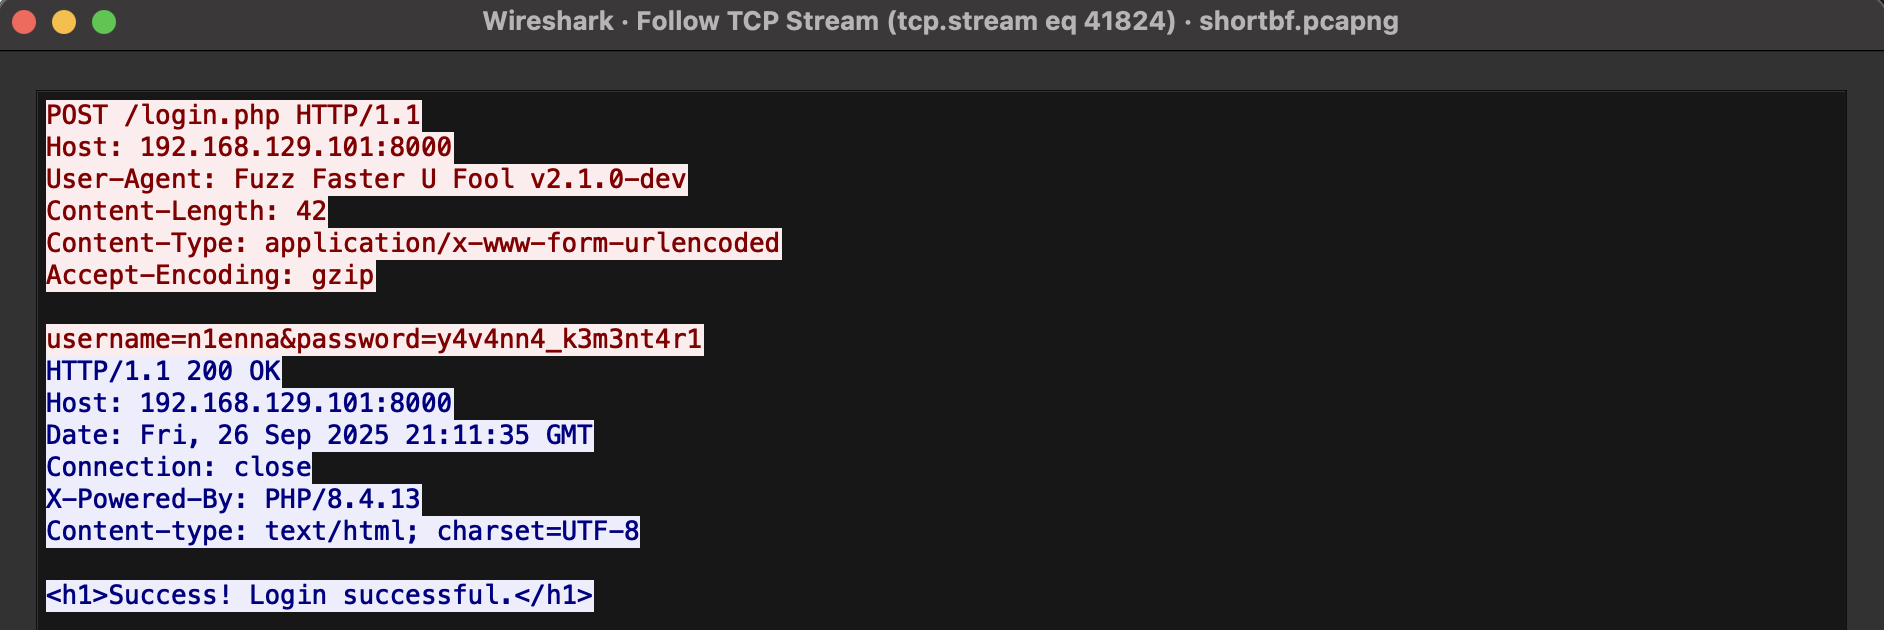 Wireshark · Follow TCP Stream (tcp.stream eq 41824) · shortbf.pcapng
POST /login.php HTTP/1.1
Host: 192.168.129.101:8000
User-Agent: Fuzz Faster U Fool v2.1.0-dev
Content-Length: 42
Content-Type: application/x-www-form-urlencoded
Accept-Encoding: gzip
username=n1enna&password=y4v4nn4_k3m3nt4r1
HTTP/1.1 200 OK
Host: 192.168.129.101:8000
Date: Fri, 26 Sep 2025 21:11:35 GMT
Connection: close
X-Powered-By: PHP/8.4.13
Content-type: text/html; charset=UTF-8
<h1>Success! Login successful.</h1>